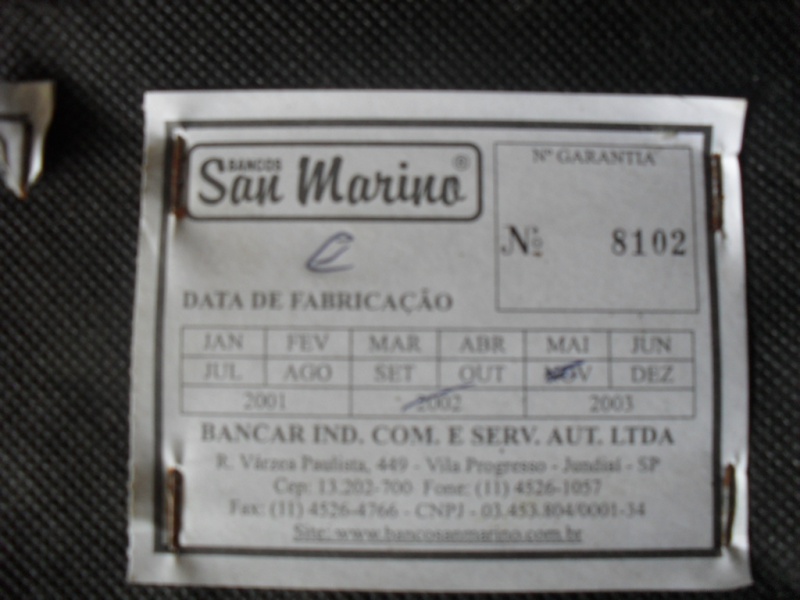 BANCOS
San Marino ®
Nº GARANTIA
Nº 8102
C
DATA DE FABRICAÇÃO
JAN FEV MAR ABR MAI JUN
JUL AGO SET OUT NOV DEZ
2001 2002 2003
BANCAR IND. COM. E SERV. AUT. LTDA
R. Várzea Paulista, 449 - Vila Progresso - Jundiaí - SP
Cep: 13.202-700 Fone: (11) 4526-1057
Fax: (11) 4526-4766 - CNPJ - 03.453.804/0001-34
Site: www.bancosanmarino.com.br